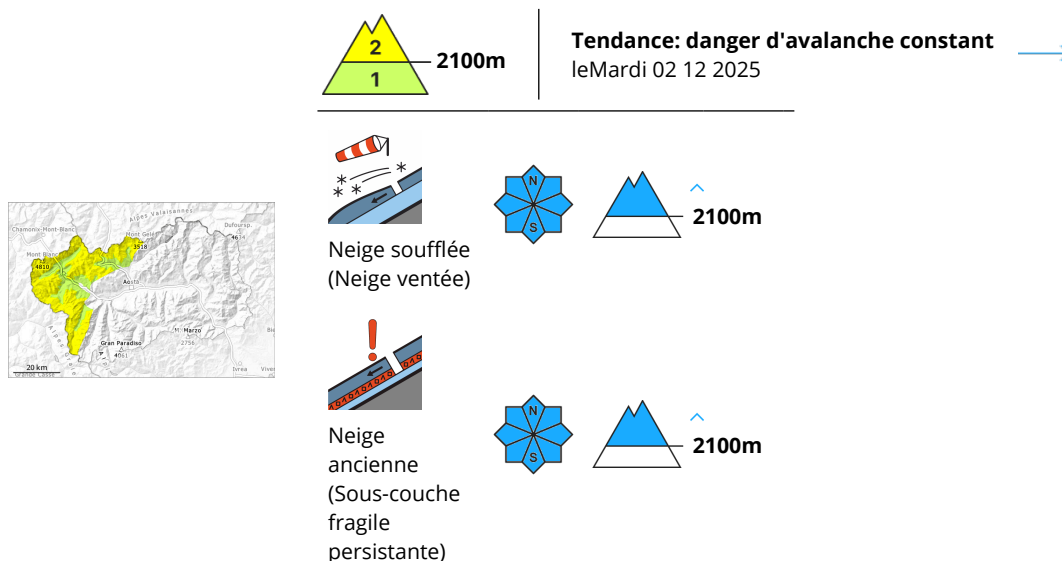 2
1
2100m
Tendance: danger d'avalanche constant
leMardi 02 12 2025
N
S
2100m
Neige soufflée
(Neige ventée)
Alpes Valaisannes
Chamonix-Mont-Blanc
Dufoursp.
Mont Gelé
3518
Mont Blanc
4810
Aosta
Gran Paradiso
Marzo
2756
20 km
Ivrea
N
S
2100m
Neige
ancienne
(Sous-couche
fragile
persistante)